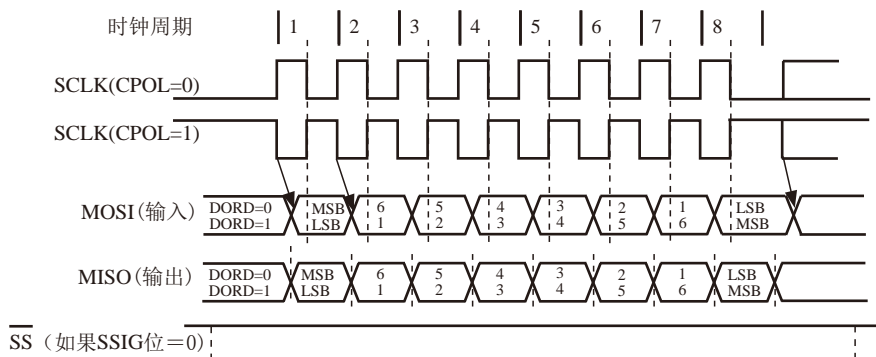 时钟周期 1 2 3 4 5 6 7 8
SCLK(CPOL=0)
SCLK(CPOL=1)
MOSI(输入) DORD=0 MSB 6 5 4 3 2 1 LSB
DORD=1 LSB 1 2 3 4 5 6 MSB
MISO(输出) DORD=0 MSB 6 5 4 3 2 1 LSB
DORD=1 LSB 1 2 3 4 5 6 MSB
SS(如果SSIG位=0)